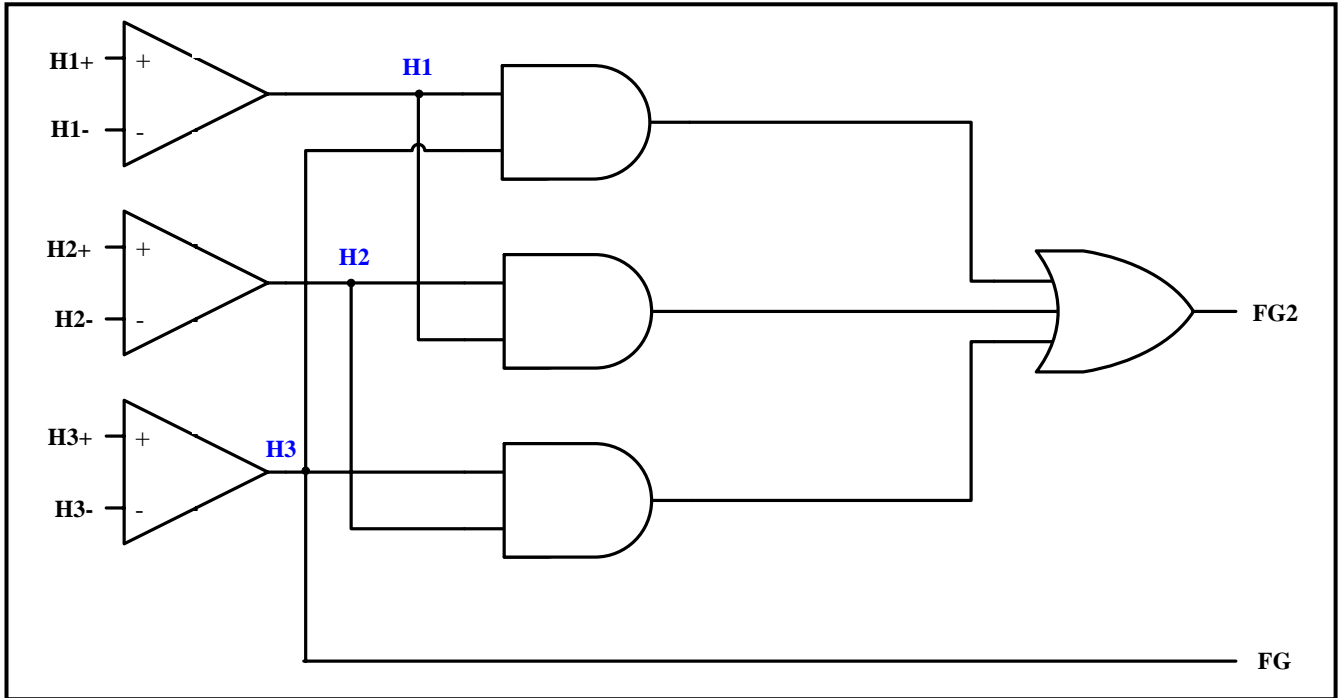 H1+
+
H1-
-
H1
H2+
+
H2-
-
H2
FG2
H3+
+
H3-
-
H3
FG